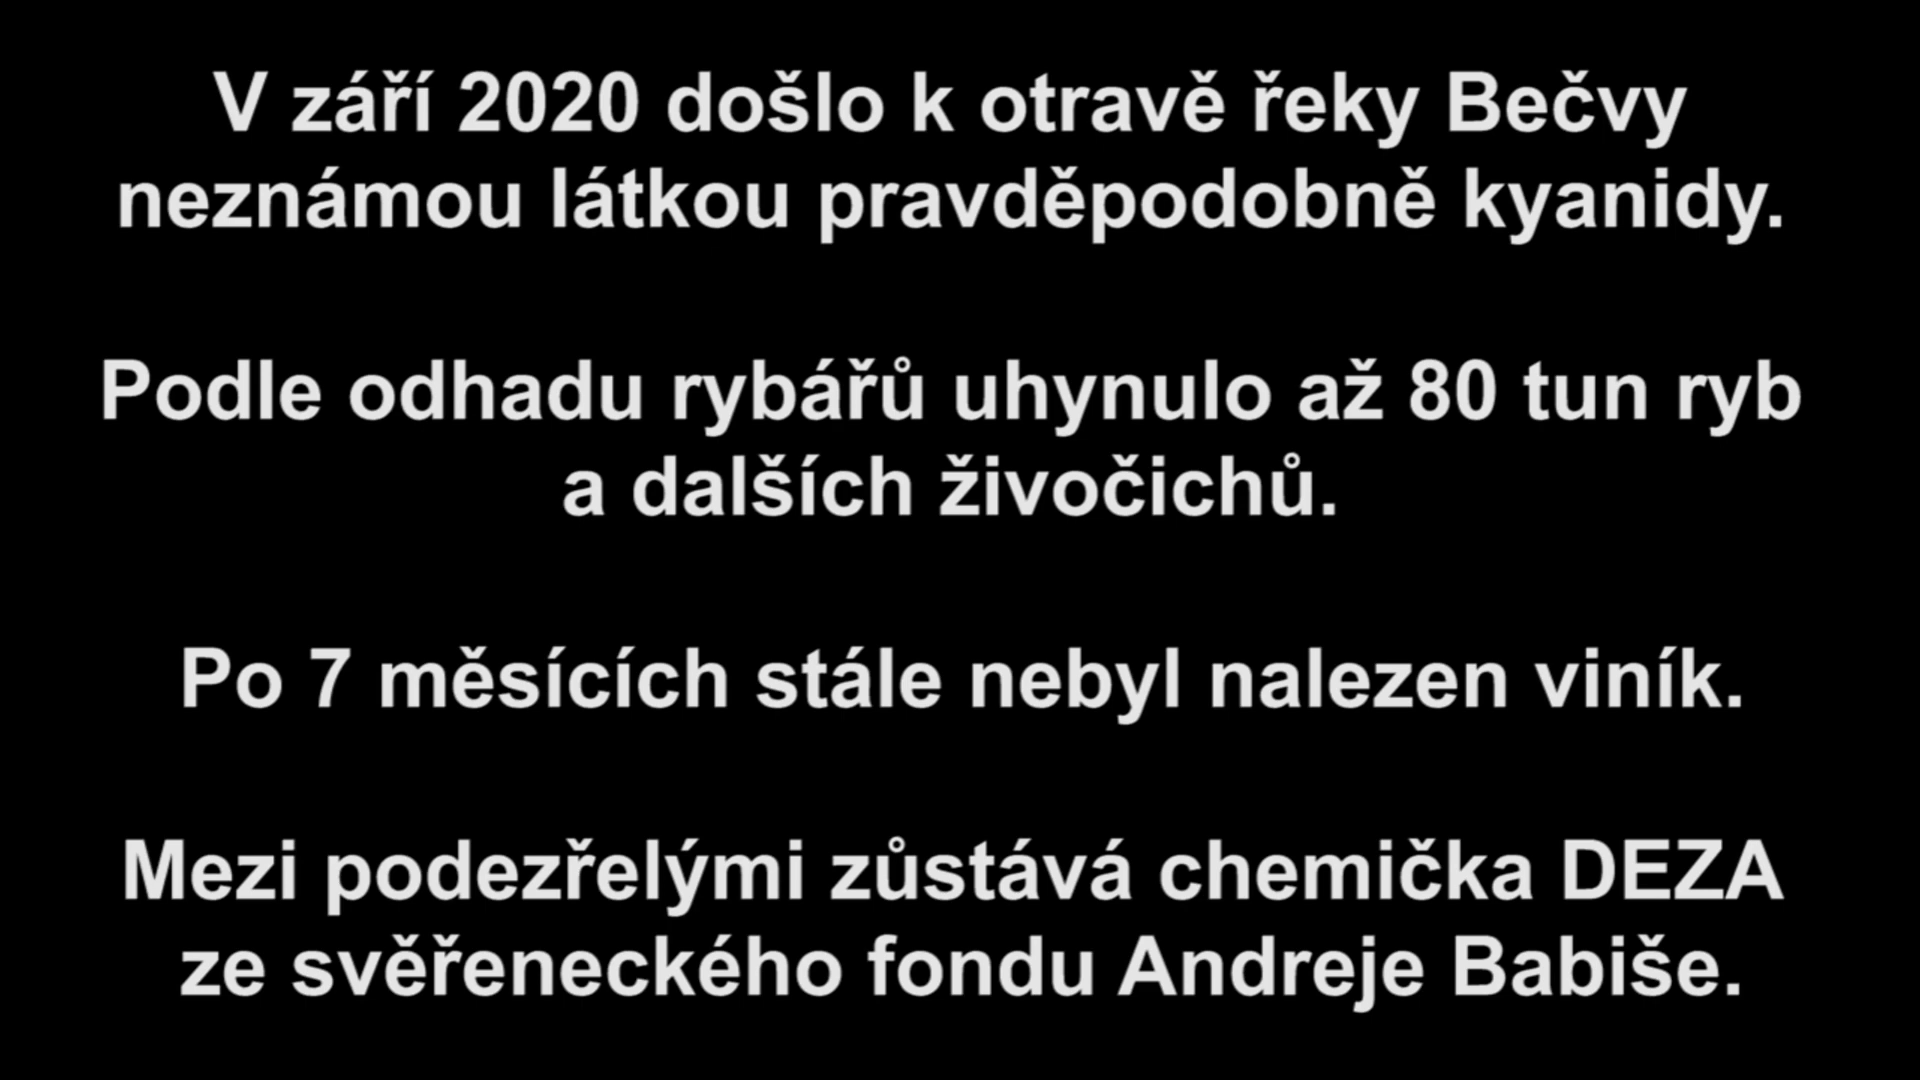 V září 2020 došlo k otravě řeky Bečvy
neznámou látkou pravděpodobně kyanidy.
Podle odhadu rybářů uhynulo až 80 tun ryb
a dalších živočichů.
Po 7 měsících stále nebyl nalezen viník.
Mezi podezřelými zůstává chemička DEZA
ze svěřeneckého fondu Andreje Babiše.